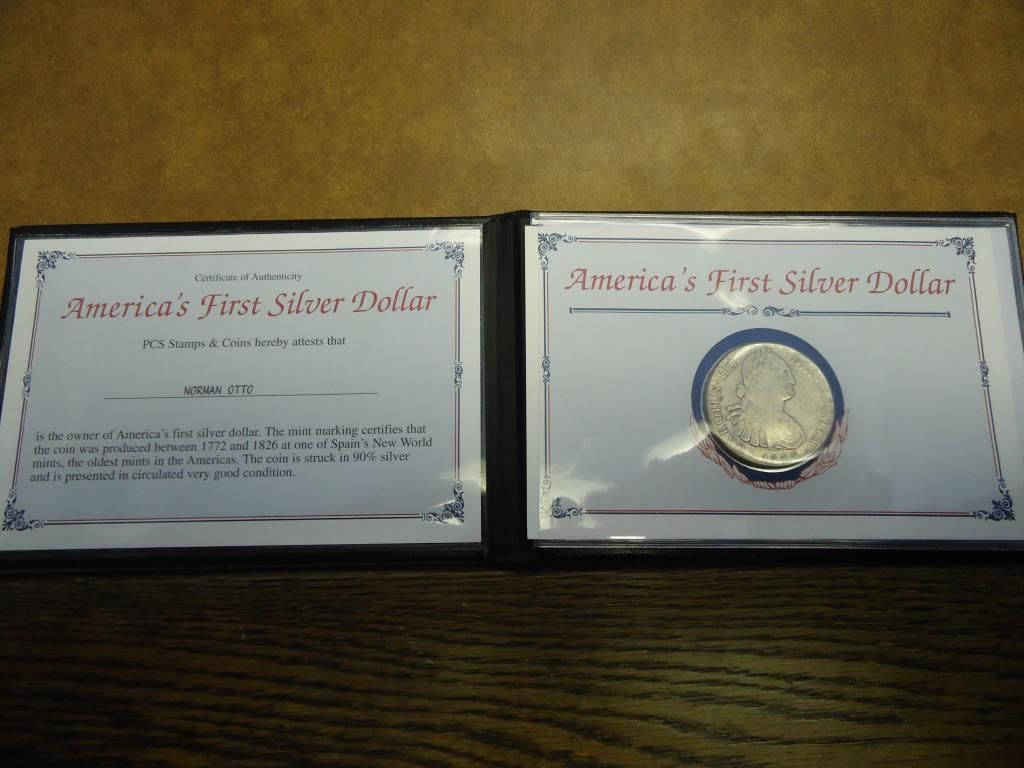 Certificate of Authenticity
America's First Silver Dollar
PCS Stamps & Coins hereby attests that
NORMAN OTTO
is the owner of America's first silver dollar. The mint marking certifies that
the coin was produced between 1772 and 1826 at one of Spain's New World
mints, the oldest mints in the Americas. The coin is struck in 90% silver
and is presented in circulated very good condition.
America's First Silver Dollar